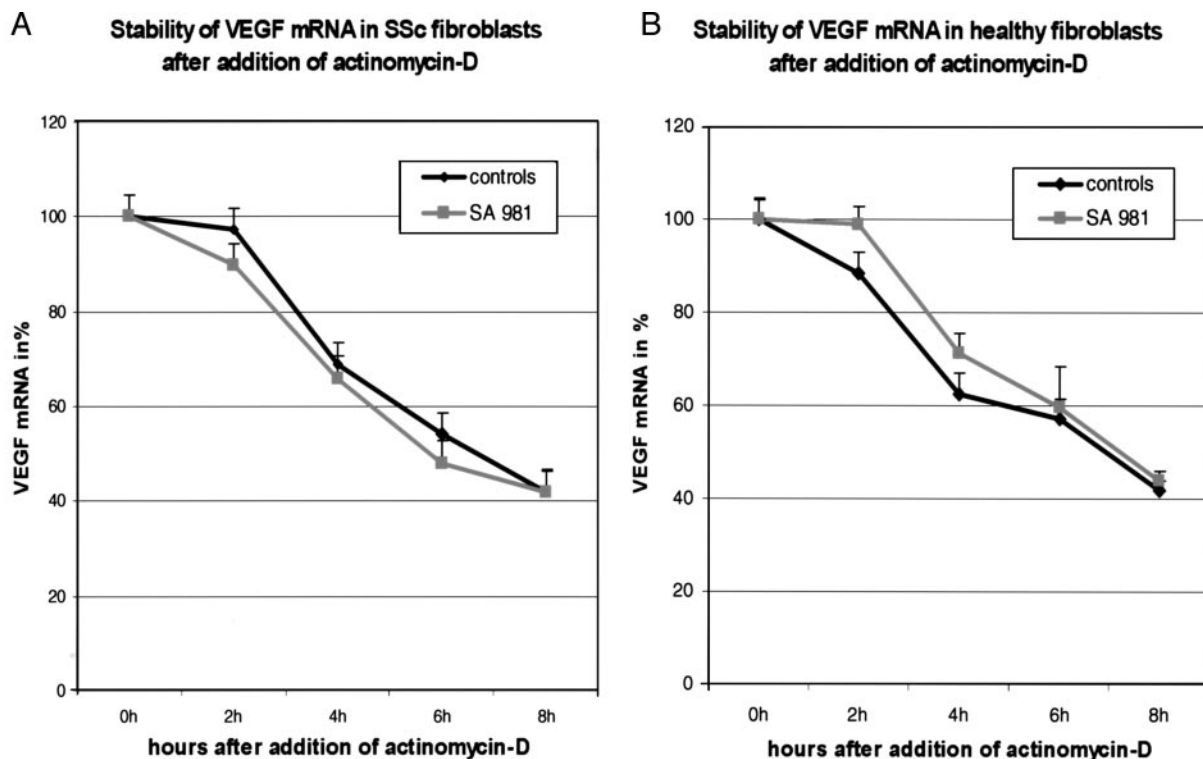 A
Stability of VEGF mRNA in SSc fibroblasts
after addition of actinomycin-D
120
100
80
60
40
20
0
VEGF mRNA in%
controls
SA 981
0h 2h 4h 6h 8h
hours after addition of actinomycin-D
B
Stability of VEGF mRNA in healthy fibroblasts
after addition of actinomycin-D
120
100
80
60
40
20
0
VEGF mRNA in %
controls
SA 981
0h 2h 4h 6h 8h
hours after addition of actinomycin-D